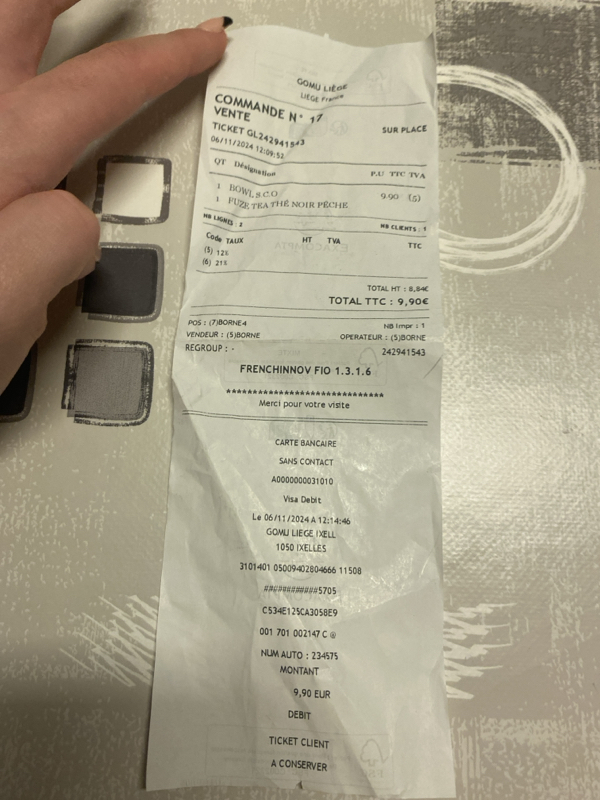 GOMU LIÈGE
LIÈGE France
COMMANDE N° 17
VENTE
SUR PLACE
TICKET GL242941543
06/11/2024 12:09:52
QT Désignation P.U TTC TVA
1 BOWL S.C.O 9.90 (5)
1 FUZE TEA THÉ NOIR PÊCHE
NB LIGNES : 2 NB CLIENTS : 1
Code TAUX HT TVA TTC
(5) 12%
(6) 21%
TOTAL HT : 8,84€
TOTAL TTC : 9,90€
POS : (7)BORNE4 NB Impr : 1
VENDEUR : (5)BORNE OPERATEUR : (5)BORNE
REGROUP : - 242941543
FRENCHINNOV FIO 1.3.1.6
******************************
Merci pour votre visite
CARTE BANCAIRE
SANS CONTACT
A0000000031010
Visa Debit
Le 06/11/2024 A 12:14:46
GOMU LIEGE IXELL
1050 IXELLES
3101401 05009402804666 11508
############5705
C534E125CA3058E9
001 701 002147 C @
NUM AUTO : 234575
MONTANT
9,90 EUR
DEBIT
TICKET CLIENT
A CONSERVER